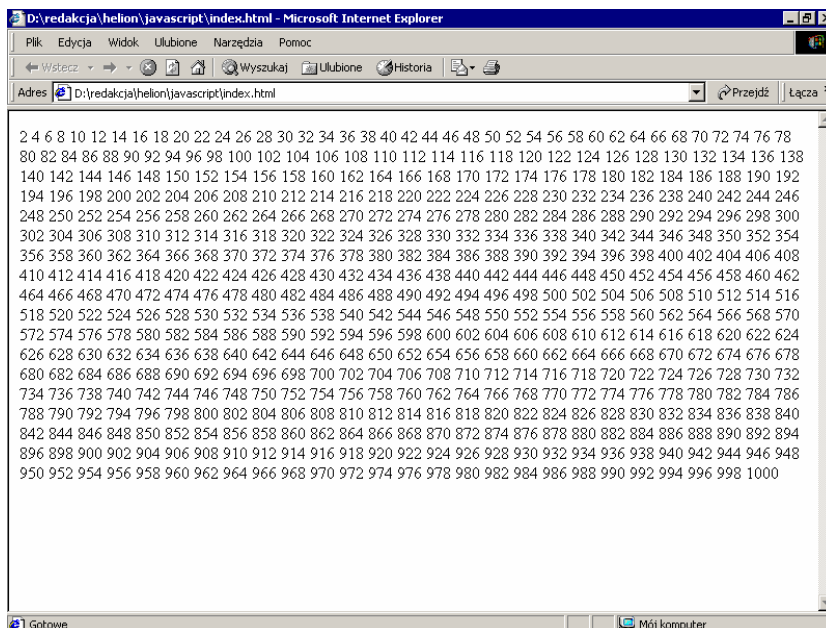 D:\redakcja\helion\javascript\index.html - Microsoft Internet Explorer
Plik Edycja Widok Ulubione Narzędzia Pomoc
Wstecz Wyszukaj Ulubione Historia
Adres D:\redakcja\helion\javascript\index.html Przejdź Łącza
2 4 6 8 10 12 14 16 18 20 22 24 26 28 30 32 34 36 38 40 42 44 46 48 50 52 54 56 58 60 62 64 66 68 70 72 74 76 78
80 82 84 86 88 90 92 94 96 98 100 102 104 106 108 110 112 114 116 118 120 122 124 126 128 130 132 134 136 138
140 142 144 146 148 150 152 154 156 158 160 162 164 166 168 170 172 174 176 178 180 182 184 186 188 190 192
194 196 198 200 202 204 206 208 210 212 214 216 218 220 222 224 226 228 230 232 234 236 238 240 242 244 246
248 250 252 254 256 258 260 262 264 266 268 270 272 274 276 278 280 282 284 286 288 290 292 294 296 298 300
302 304 306 308 310 312 314 316 318 320 322 324 326 328 330 332 334 336 338 340 342 344 346 348 350 352 354
356 358 360 362 364 366 368 370 372 374 376 378 380 382 384 386 388 390 392 394 396 398 400 402 404 406 408
410 412 414 416 418 420 422 424 426 428 430 432 434 436 438 440 442 444 446 448 450 452 454 456 458 460 462
464 466 468 470 472 474 476 478 480 482 484 486 488 490 492 494 496 498 500 502 504 506 508 510 512 514 516
518 520 522 524 526 528 530 532 534 536 538 540 542 544 546 548 550 552 554 556 558 560 562 564 566 568 570
572 574 576 578 580 582 584 586 588 590 592 594 596 598 600 602 604 606 608 610 612 614 616 618 620 622 624
626 628 630 632 634 636 638 640 642 644 646 648 650 652 654 656 658 660 662 664 666 668 670 672 674 676 678
680 682 684 686 688 690 692 694 696 698 700 702 704 706 708 710 712 714 716 718 720 722 724 726 728 730 732
734 736 738 740 742 744 746 748 750 752 754 756 758 760 762 764 766 768 770 772 774 776 778 780 782 784 786
788 790 792 794 796 798 800 802 804 806 808 810 812 814 816 818 820 822 824 826 828 830 832 834 836 838 840
842 844 846 848 850 852 854 856 858 860 862 864 866 868 870 872 874 876 878 880 882 884 886 888 890 892 894
896 898 900 902 904 906 908 910 912 914 916 918 920 922 924 926 928 930 932 934 936 938 940 942 944 946 948
950 952 954 956 958 960 962 964 966 968 970 972 974 976 978 980 982 984 986 988 990 992 994 996 998 1000
Gotowe Mój komputer